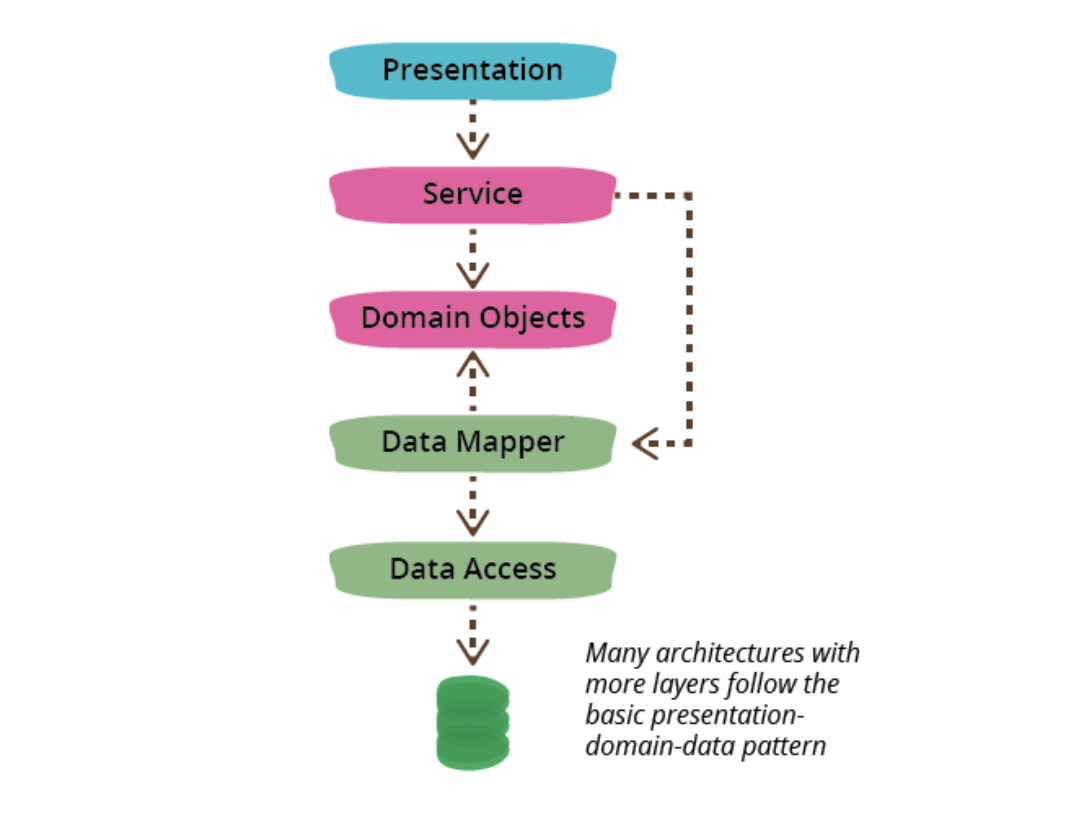 Presentation
Service
Domain Objects
Data Mapper
Data Access
Many architectures with
more layers follow the
basic presentation-
domain-data pattern